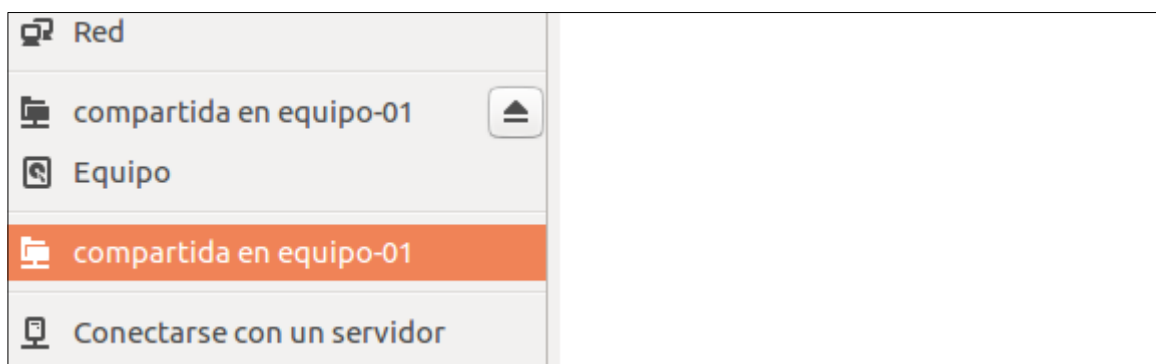 Red
compartida en equipo-01
Equipo
compartida en equipo-01
Conectarse con un servidor